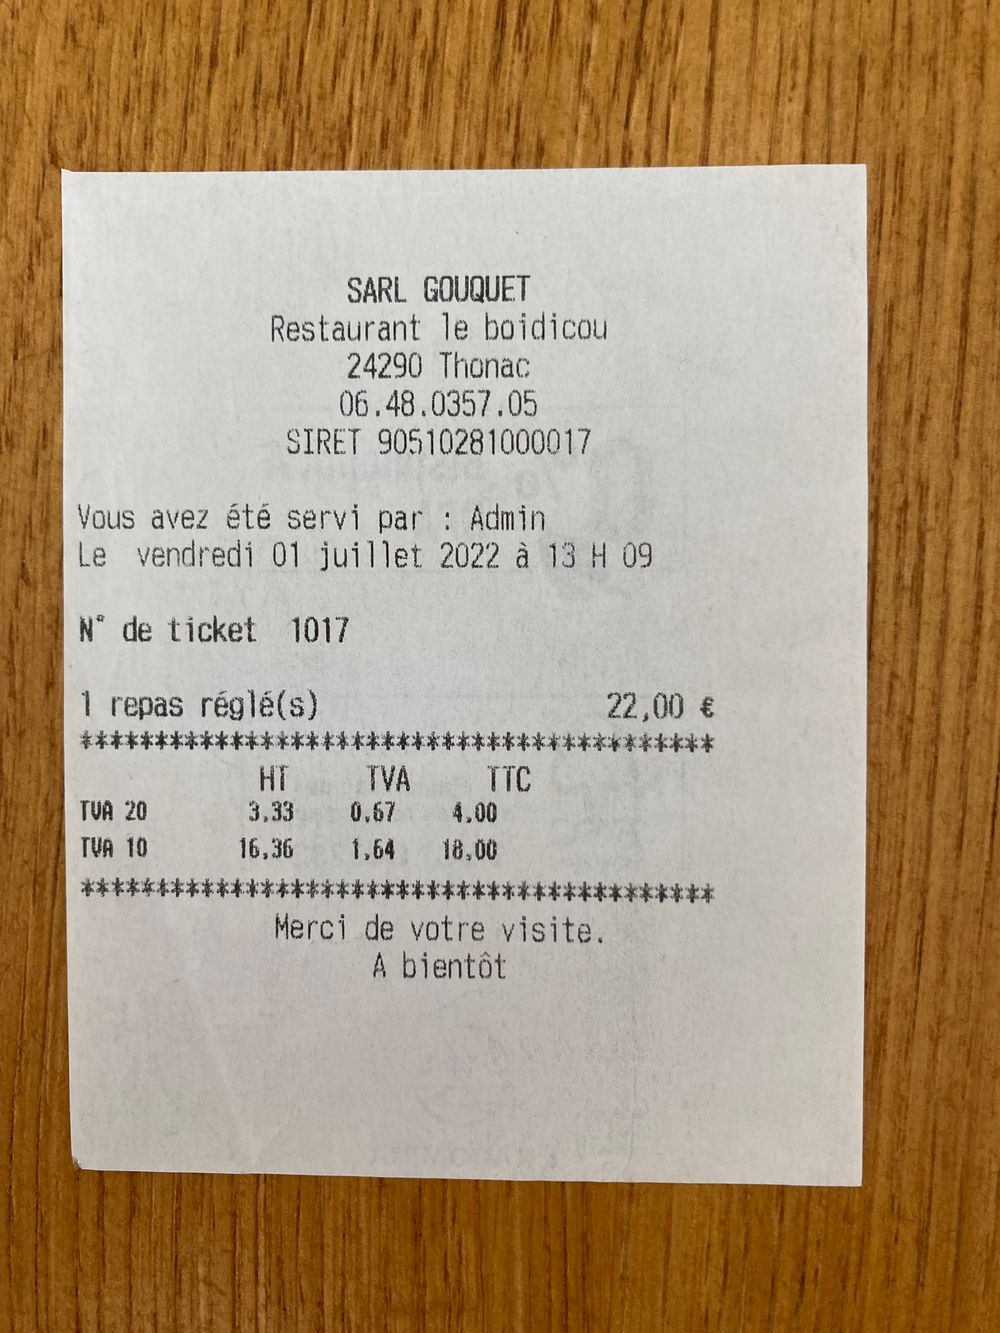 SARL GOUQUET
Restaurant le boidicou
24290 Thonac
06.48.0357.05
SIRET 90510281000017
Vous avez été servi par : Admin
Le vendredi 01 juillet 2022 à 13 H 09
N° de ticket 1017
1 repas réglé(s) 22,00 €
******************************************
HT TVA TTC
TVA 20 3.33 0.67 4.00
TVA 10 16.36 1.64 18.00
******************************************
Merci de votre visite.
A bientôt